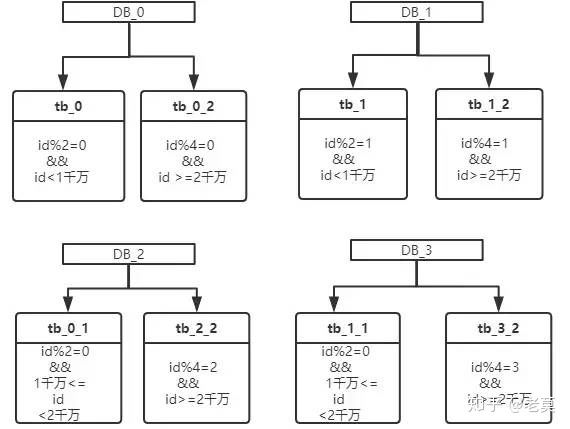 DB_0
DB_1
tb_0
tb_0_2
tb_1
tb_1_2
id%2=0
&&
id<1千万
id%4=0
&&
id >=2千万
id%2=1
&&
id<1千万
id%4=1
&&
id>=2千万
DB_2
DB_3
tb_0_1
tb_2_2
tb_1_1
tb_3_2
id%2=0
&&
1千万<=
id
<2千万
id%4=2
&&
id>=2千万
id%2=0
&&
1千万<=
id
<2千万
id%4=3
&&
id>=2千万
知乎 @老莫